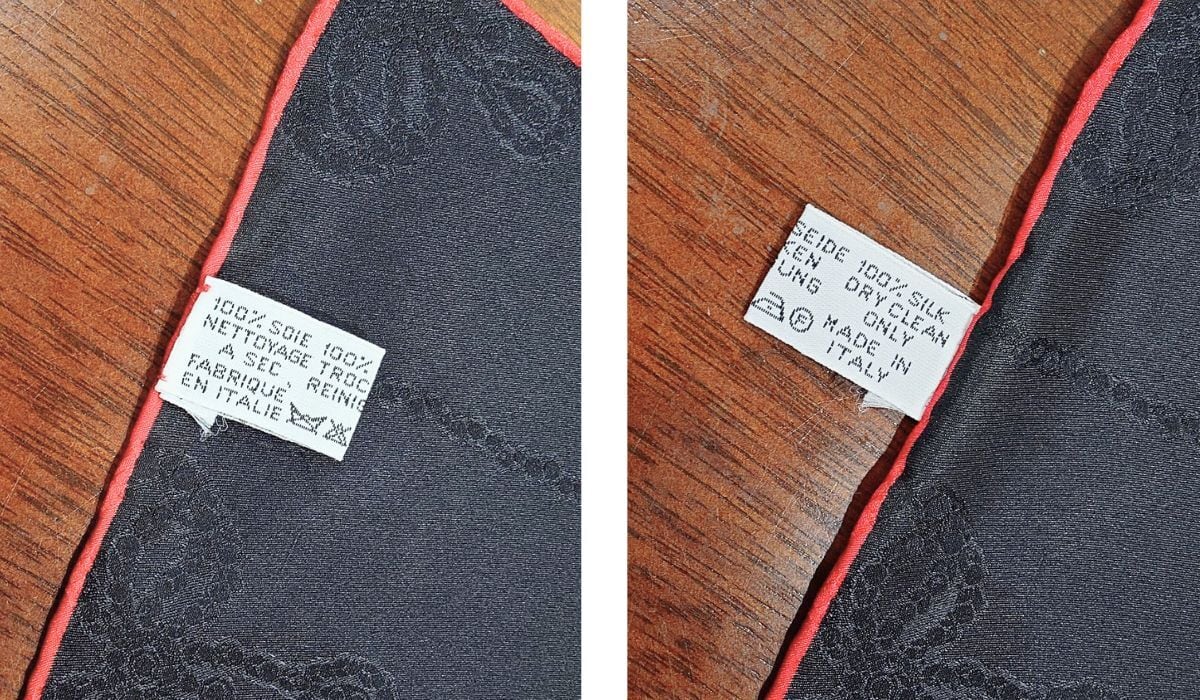 100% SOIE 100%
NETTOYAGE TROC
A SEC, REINIG
FABRIQUE
EN ITALIE
SEIDE 100% SILK
KEN DRY CLEAN
UNG ONLY
P MADE IN
ITALY